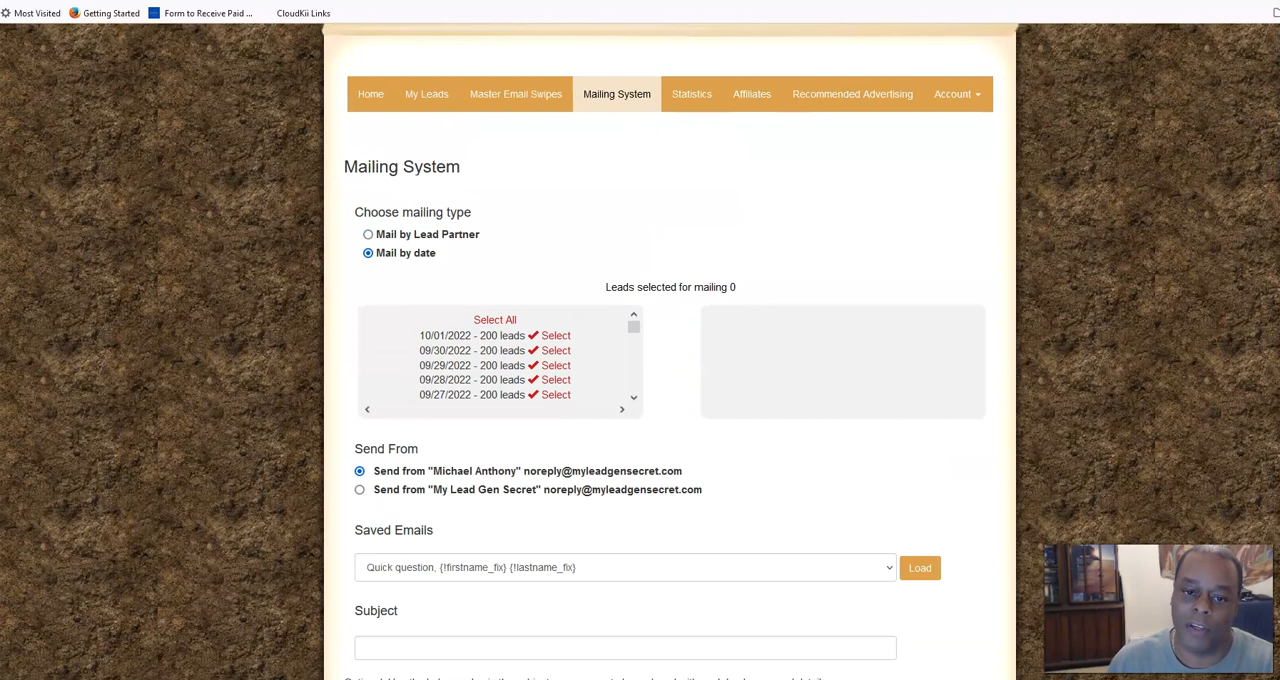 Most Visited Getting Started Form to Receive Paid ... CloudKii Links
Home My Leads Master Email Swipes Mailing System Statistics Affiliates Recommended Advertising Account
Mailing System
Choose mailing type
Mail by Lead Partner
Mail by date
Leads selected for mailing 0
Select All
10/01/2022 - 200 leads ✔ Select
09/30/2022 - 200 leads ✔ Select
09/29/2022 - 200 leads ✔ Select
09/28/2022 - 200 leads ✔ Select
09/27/2022 - 200 leads ✔ Select
Send From
Send from "Michael Anthony" noreply@myleadgensecret.com
Send from "My Lead Gen Secret" noreply@myleadgensecret.com
Saved Emails
Quick question, {!firstname_fix} {!lastname_fix}
Load
Subject